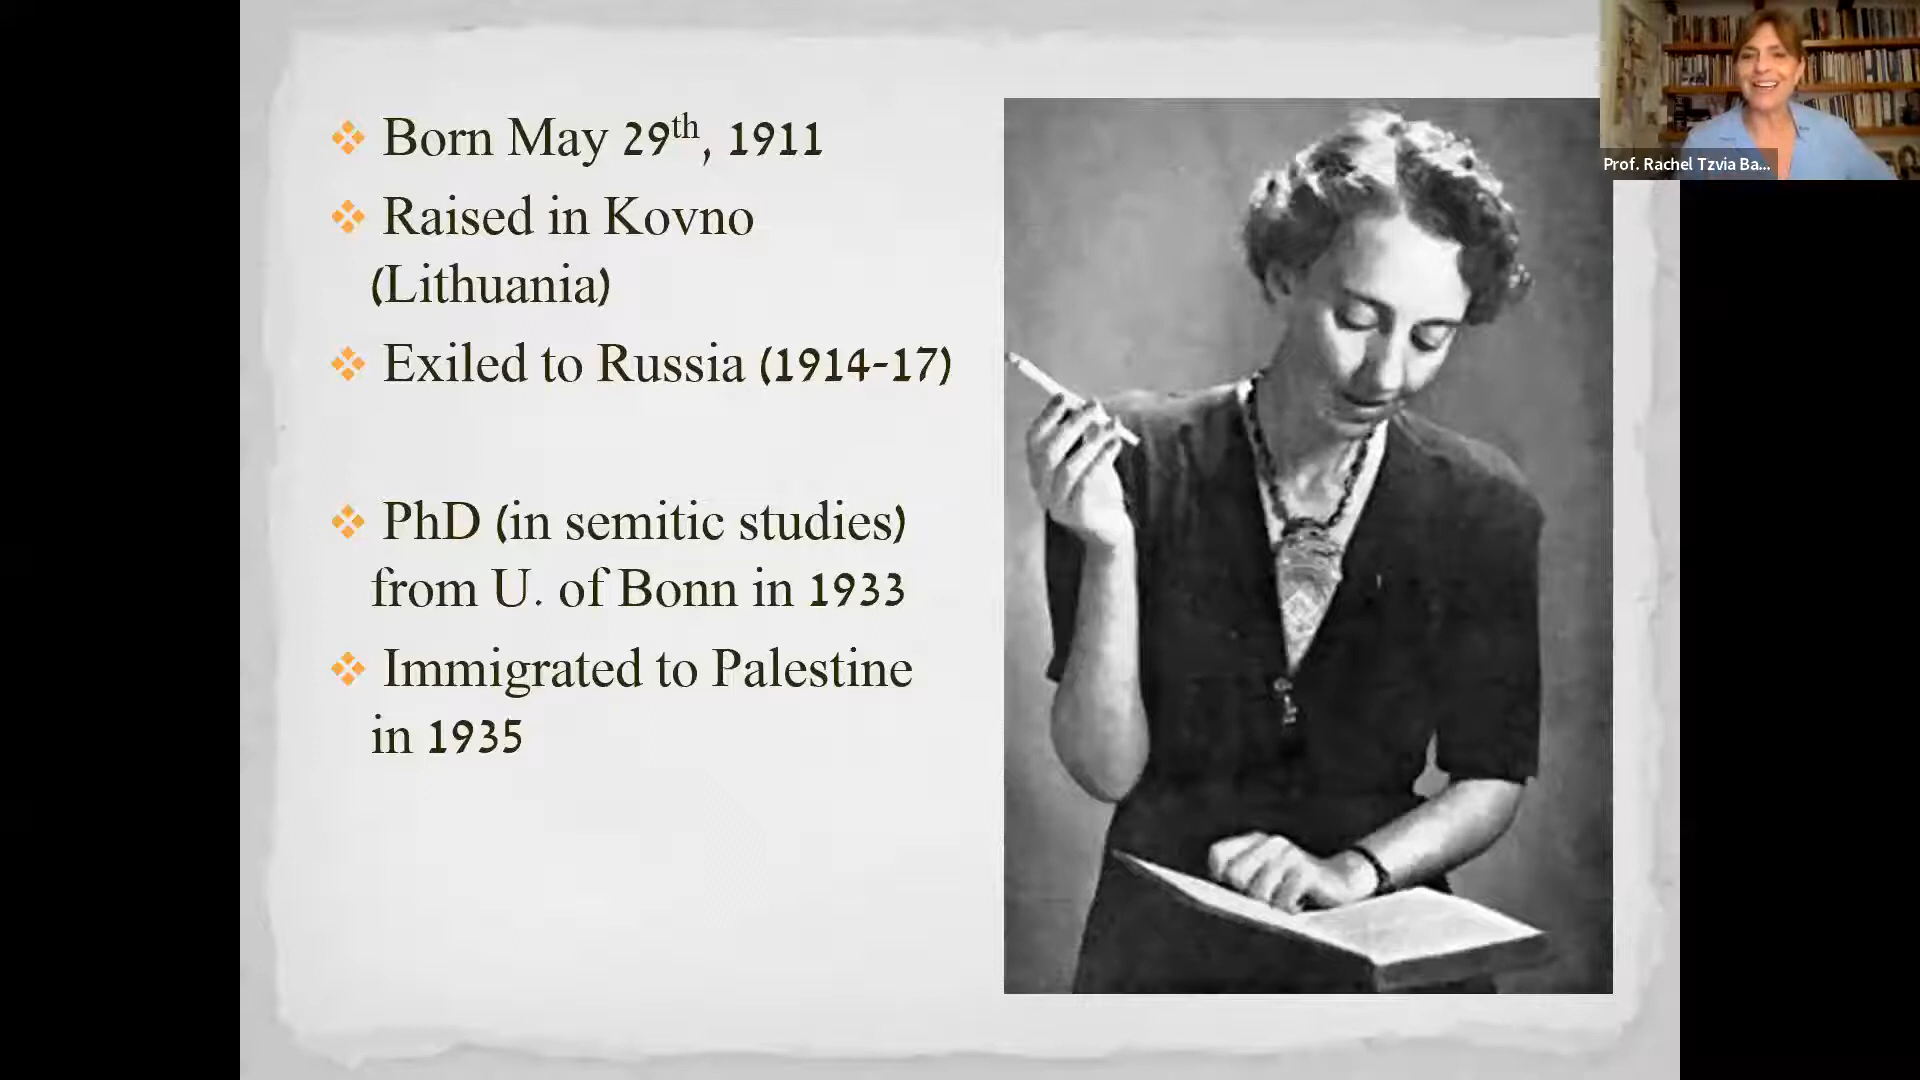 Born May 29th, 1911
Raised in Kovno
(Lithuania)
Exiled to Russia (1914-17)
PhD (in semitic studies)
from U. of Bonn in 1933
Immigrated to Palestine
in 1935
Prof. Rachel Tzvia Ba...